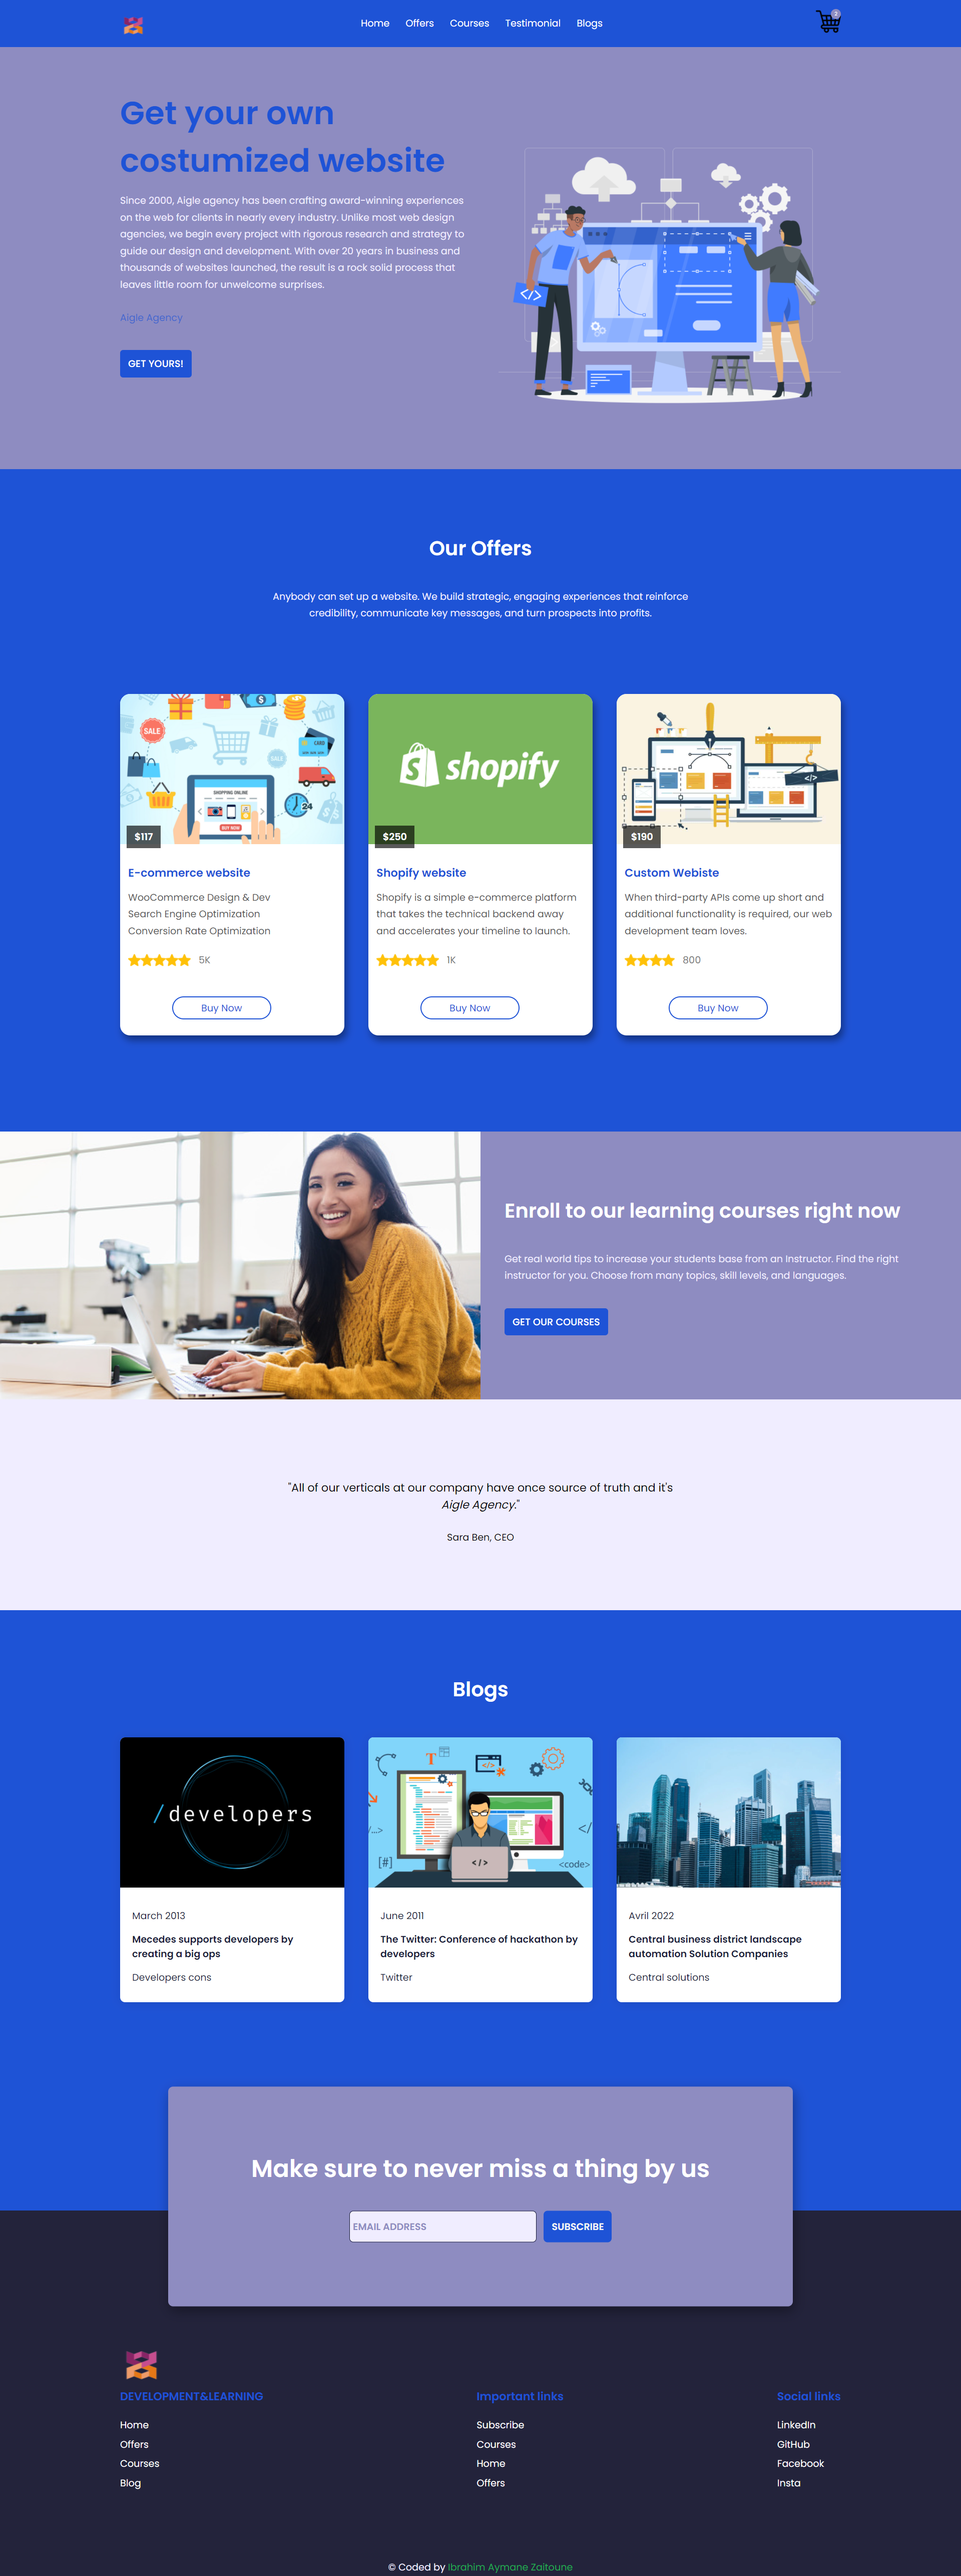 Home Offers Courses Testimonial Blogs
Get your own
costumized website
Since 2000, Aigle agency has been crafting award-winning experiences
on the web for clients in nearly every industry. Unlike most web design
agencies, we begin every project with rigorous research and strategy to
guide our design and development. With over 20 years in business and
thousands of websites launched, the result is a rock solid process that
leaves little room for unwelcome surprises.
Aigle Agency
GET YOURS!
</>
Our Offers
Anybody can set up a website. We build strategic, engaging experiences that reinforce
credibility, communicate key messages, and turn prospects into profits.
SALE
CARD
SALE
SHOPPING ONLINE
24
BUY NOW
$117
E-commerce website
WooCommerce Design & Dev
Search Engine Optimization
Conversion Rate Optimization
5K
Buy Now
shopify
$250
Shopify website
Shopify is a simple e-commerce platform
that takes the technical backend away
and accelerates your timeline to launch.
1K
Buy Now
</>
$190
Custom Webiste
When third-party APIs come up short and
additional functionality is required, our web
development team loves.
800
Buy Now
Enroll to our learning courses right now
Get real world tips to increase your students base from an Instructor. Find the right
instructor for you. Choose from many topics, skill levels, and languages.
GET OUR COURSES
"All of our verticals at our company have once source of truth and it's
Aigle Agency."
Sara Ben, CEO
Blogs
/developers
March 2013
Mecedes supports developers by
creating a big ops
Developers cons
T
</>
.../>
</
[#]
</>
<code>
June 2011
The Twitter: Conference of hackathon by
developers
Twitter
Avril 2022
Central business district landscape
automation Solution Companies
Central solutions
Make sure to never miss a thing by us
EMAIL ADDRESS
SUBSCRIBE
DEVELOPMENT&LEARNING
Home
Offers
Courses
Blog
Important links
Subscribe
Courses
Home
Offers
Social links
LinkedIn
GitHub
Facebook
Insta
© Coded by Ibrahim Aymane Zaitoune